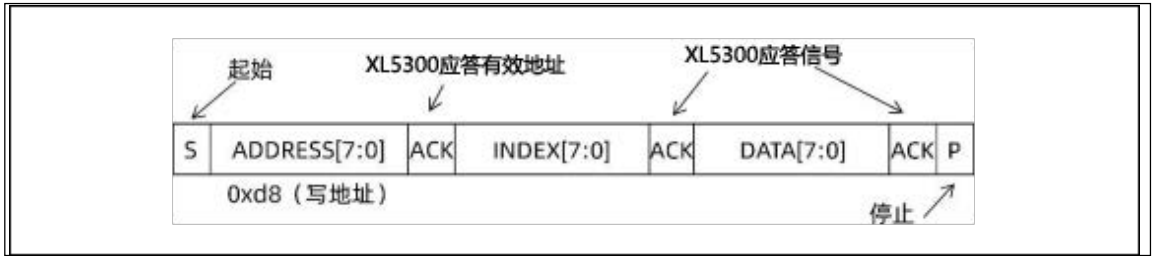 起始
XL5300应答有效地址
XL5300应答信号
S ADDRESS[7:0] ACK INDEX[7:0] ACK DATA[7:0] ACK P
0xd8（写地址）
停止